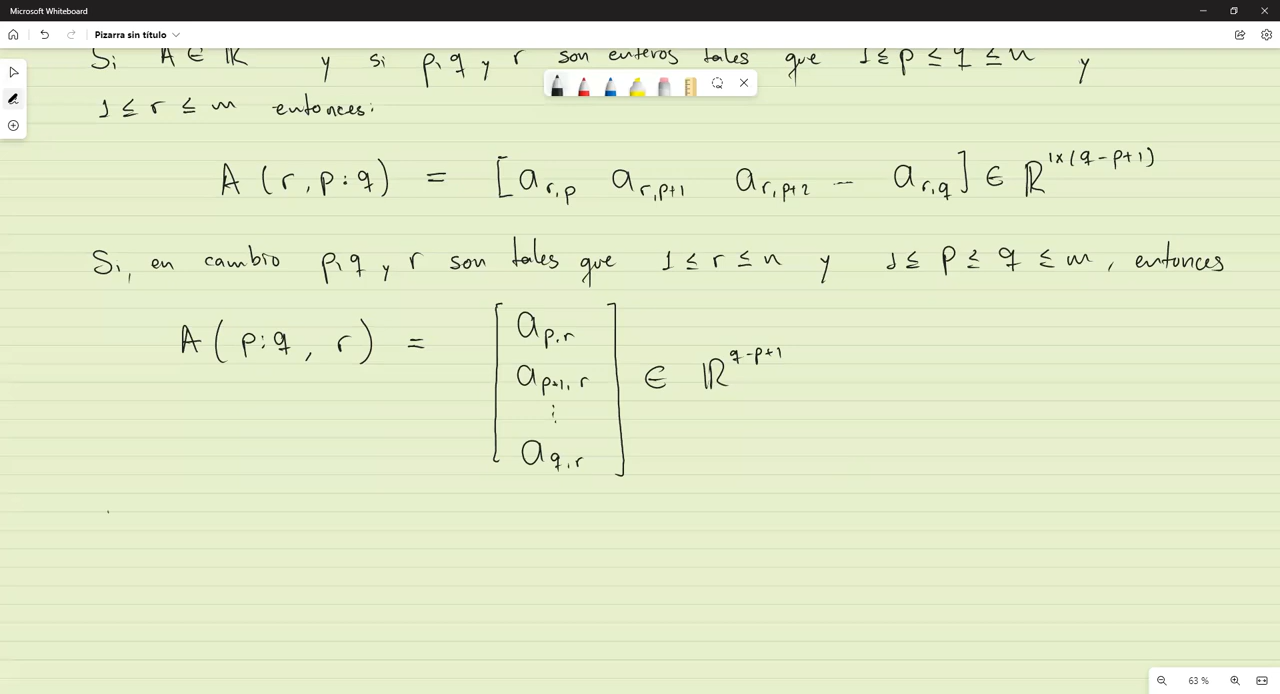 Microsoft Whiteboard
Pizarra sin título
Si A ∈ ℝ y si p, q y r son enteros tales que 1 ≤ p ≤ q ≤ n y
1 ≤ r ≤ m entonces:
A(r, p:q) = [a_{r,p} a_{r,p+1} a_{r,p+2} … a_{r,q}] ∈ ℝ^{1×(q-p+1)}
Si, en cambio p, q y r son tales que 1 ≤ r ≤ n y 1 ≤ p ≤ q ≤ m, entonces
A(p:q, r) = [a_{p,r}
a_{p+1,r}
⋮
a_{q,r}] ∈ ℝ^{q-p+1}
63 %